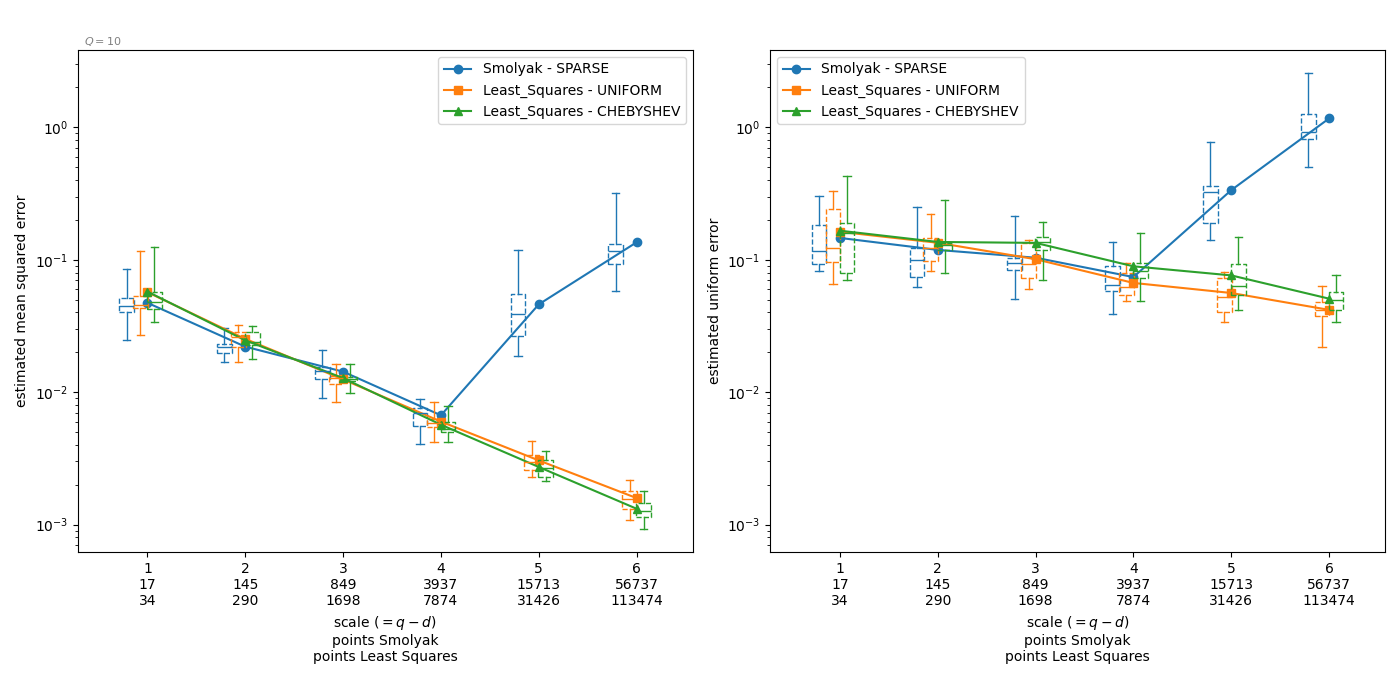 Q = 10
Smolyak - SPARSE
Least_Squares - UNIFORM
Least_Squares - CHEBYSHEV
estimated mean squared error
10^0
10^-1
10^-2
10^-3
1 2 3 4 5 6
17 145 849 3937 15713 56737
34 290 1698 7874 31426 113474
scale (= q − d)
points Smolyak
points Least Squares
Smolyak - SPARSE
Least_Squares - UNIFORM
Least_Squares - CHEBYSHEV
estimated uniform error
10^0
10^-1
10^-2
10^-3
1 2 3 4 5 6
17 145 849 3937 15713 56737
34 290 1698 7874 31426 113474
scale (= q − d)
points Smolyak
points Least Squares